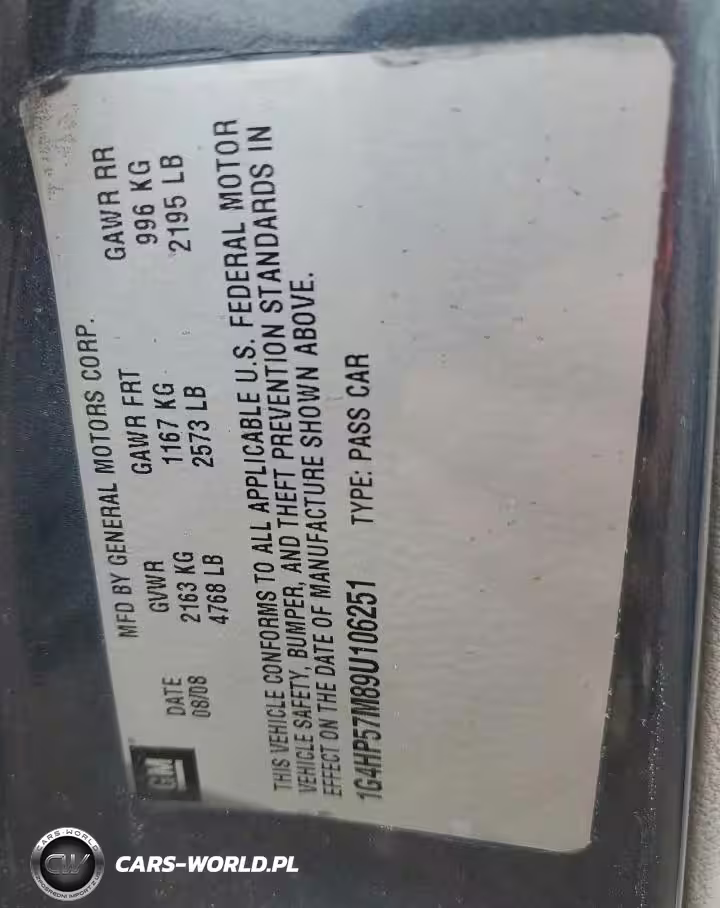 GM
MFD BY GENERAL MOTORS CORP.
DATE GVWR GAWR FRT GAWR RR
08/08 2163 KG 1167 KG 996 KG
4768 LB 2573 LB 2195 LB
THIS VEHICLE CONFORMS TO ALL APPLICABLE U.S. FEDERAL MOTOR
VEHICLE SAFETY, BUMPER, AND THEFT PREVENTION STANDARDS IN
EFFECT ON THE DATE OF MANUFACTURE SHOWN ABOVE.
1G4HP57M89U106251 TYPE: PASS CAR
CARS-WORLD
CW
CARS-WORLD.PL